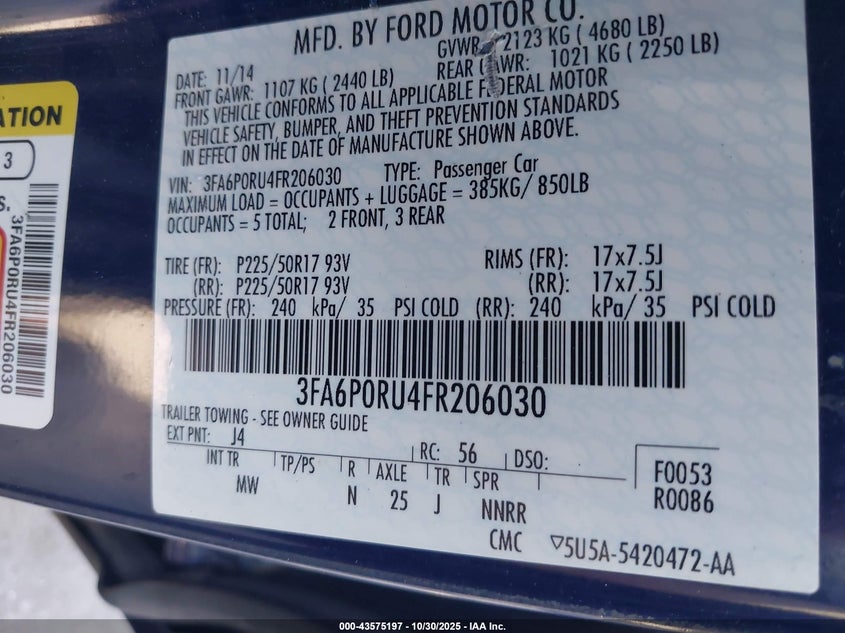 MFD. BY FORD MOTOR CO.
DATE: 11/14
GVWR: 2123 KG ( 4680 LB)
FRONT GAWR: 1107 KG (2440 LB)
REAR GAWR: 1021 KG ( 2250 LB)
THIS VEHICLE CONFORMS TO ALL APPLICABLE FEDERAL MOTOR
VEHICLE SAFETY, BUMPER, AND THEFT PREVENTION STANDARDS
IN EFFECT ON THE DATE OF MANUFACTURE SHOWN ABOVE.
VIN: 3FA6P0RU4FR206030 TYPE: Passenger Car
MAXIMUM LOAD = OCCUPANTS + LUGGAGE = 385KG/ 850LB
OCCUPANTS = 5 TOTAL; 2 FRONT, 3 REAR
TIRE (FR): P225/50R17 93V RIMS (FR): 17x7.5J
(RR): P225/50R17 93V (RR): 17x7.5J
PRESSURE (FR): 240 kPa/ 35 PSI COLD (RR): 240 kPa/ 35 PSI COLD
3FA6P0RU4FR206030
TRAILER TOWING - SEE OWNER GUIDE
EXT PNT: J4 RC: 56 DSO:
INT TR TP/PS R AXLE TR SPR
MW N 25 J NNRR
F0053
R0086
CMC ▽5U5A-5420472-AA
ATION
3
S.
3FA6P0RU4FR206030
000-43575197 - 10/30/2025 - IAA Inc.